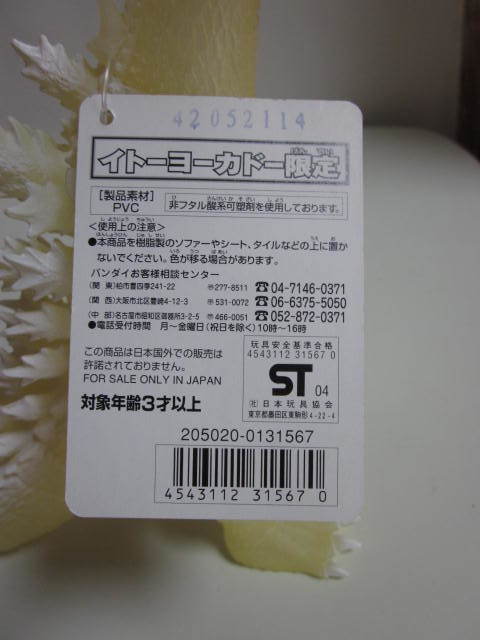 42052114
イトーヨーカドー限定
[製品素材]
PVC
非フタル酸系可塑剤を使用しております。
<使用上の注意>
●本商品を樹脂製のソファーやシート、タイルなどの上に置か
ないでください。色が移る場合があります。
バンダイお客様相談センター
(関 東)柏市豊四季241-22 〒277-8511 ☎04-7146-0371
(関 西)大阪市北区豊崎4-12-3 〒531-0072 ☎06-6375-5050
(中 部)名古屋市昭和区御器所3-2-5 〒466-0051 ☎052-872-0371
●電話受付時間 月~金曜日(祝日を除く)10時~16時
この商品は日本国外での販売は
許諾されておりません。
FOR SALE ONLY IN JAPAN
対象年齢3才以上
玩具安全基準合格
4543112 31567 0
ST 04
(社)日本玩具協会
東京都墨田区東駒形4-22-4
205020-0131567
4543112 315670